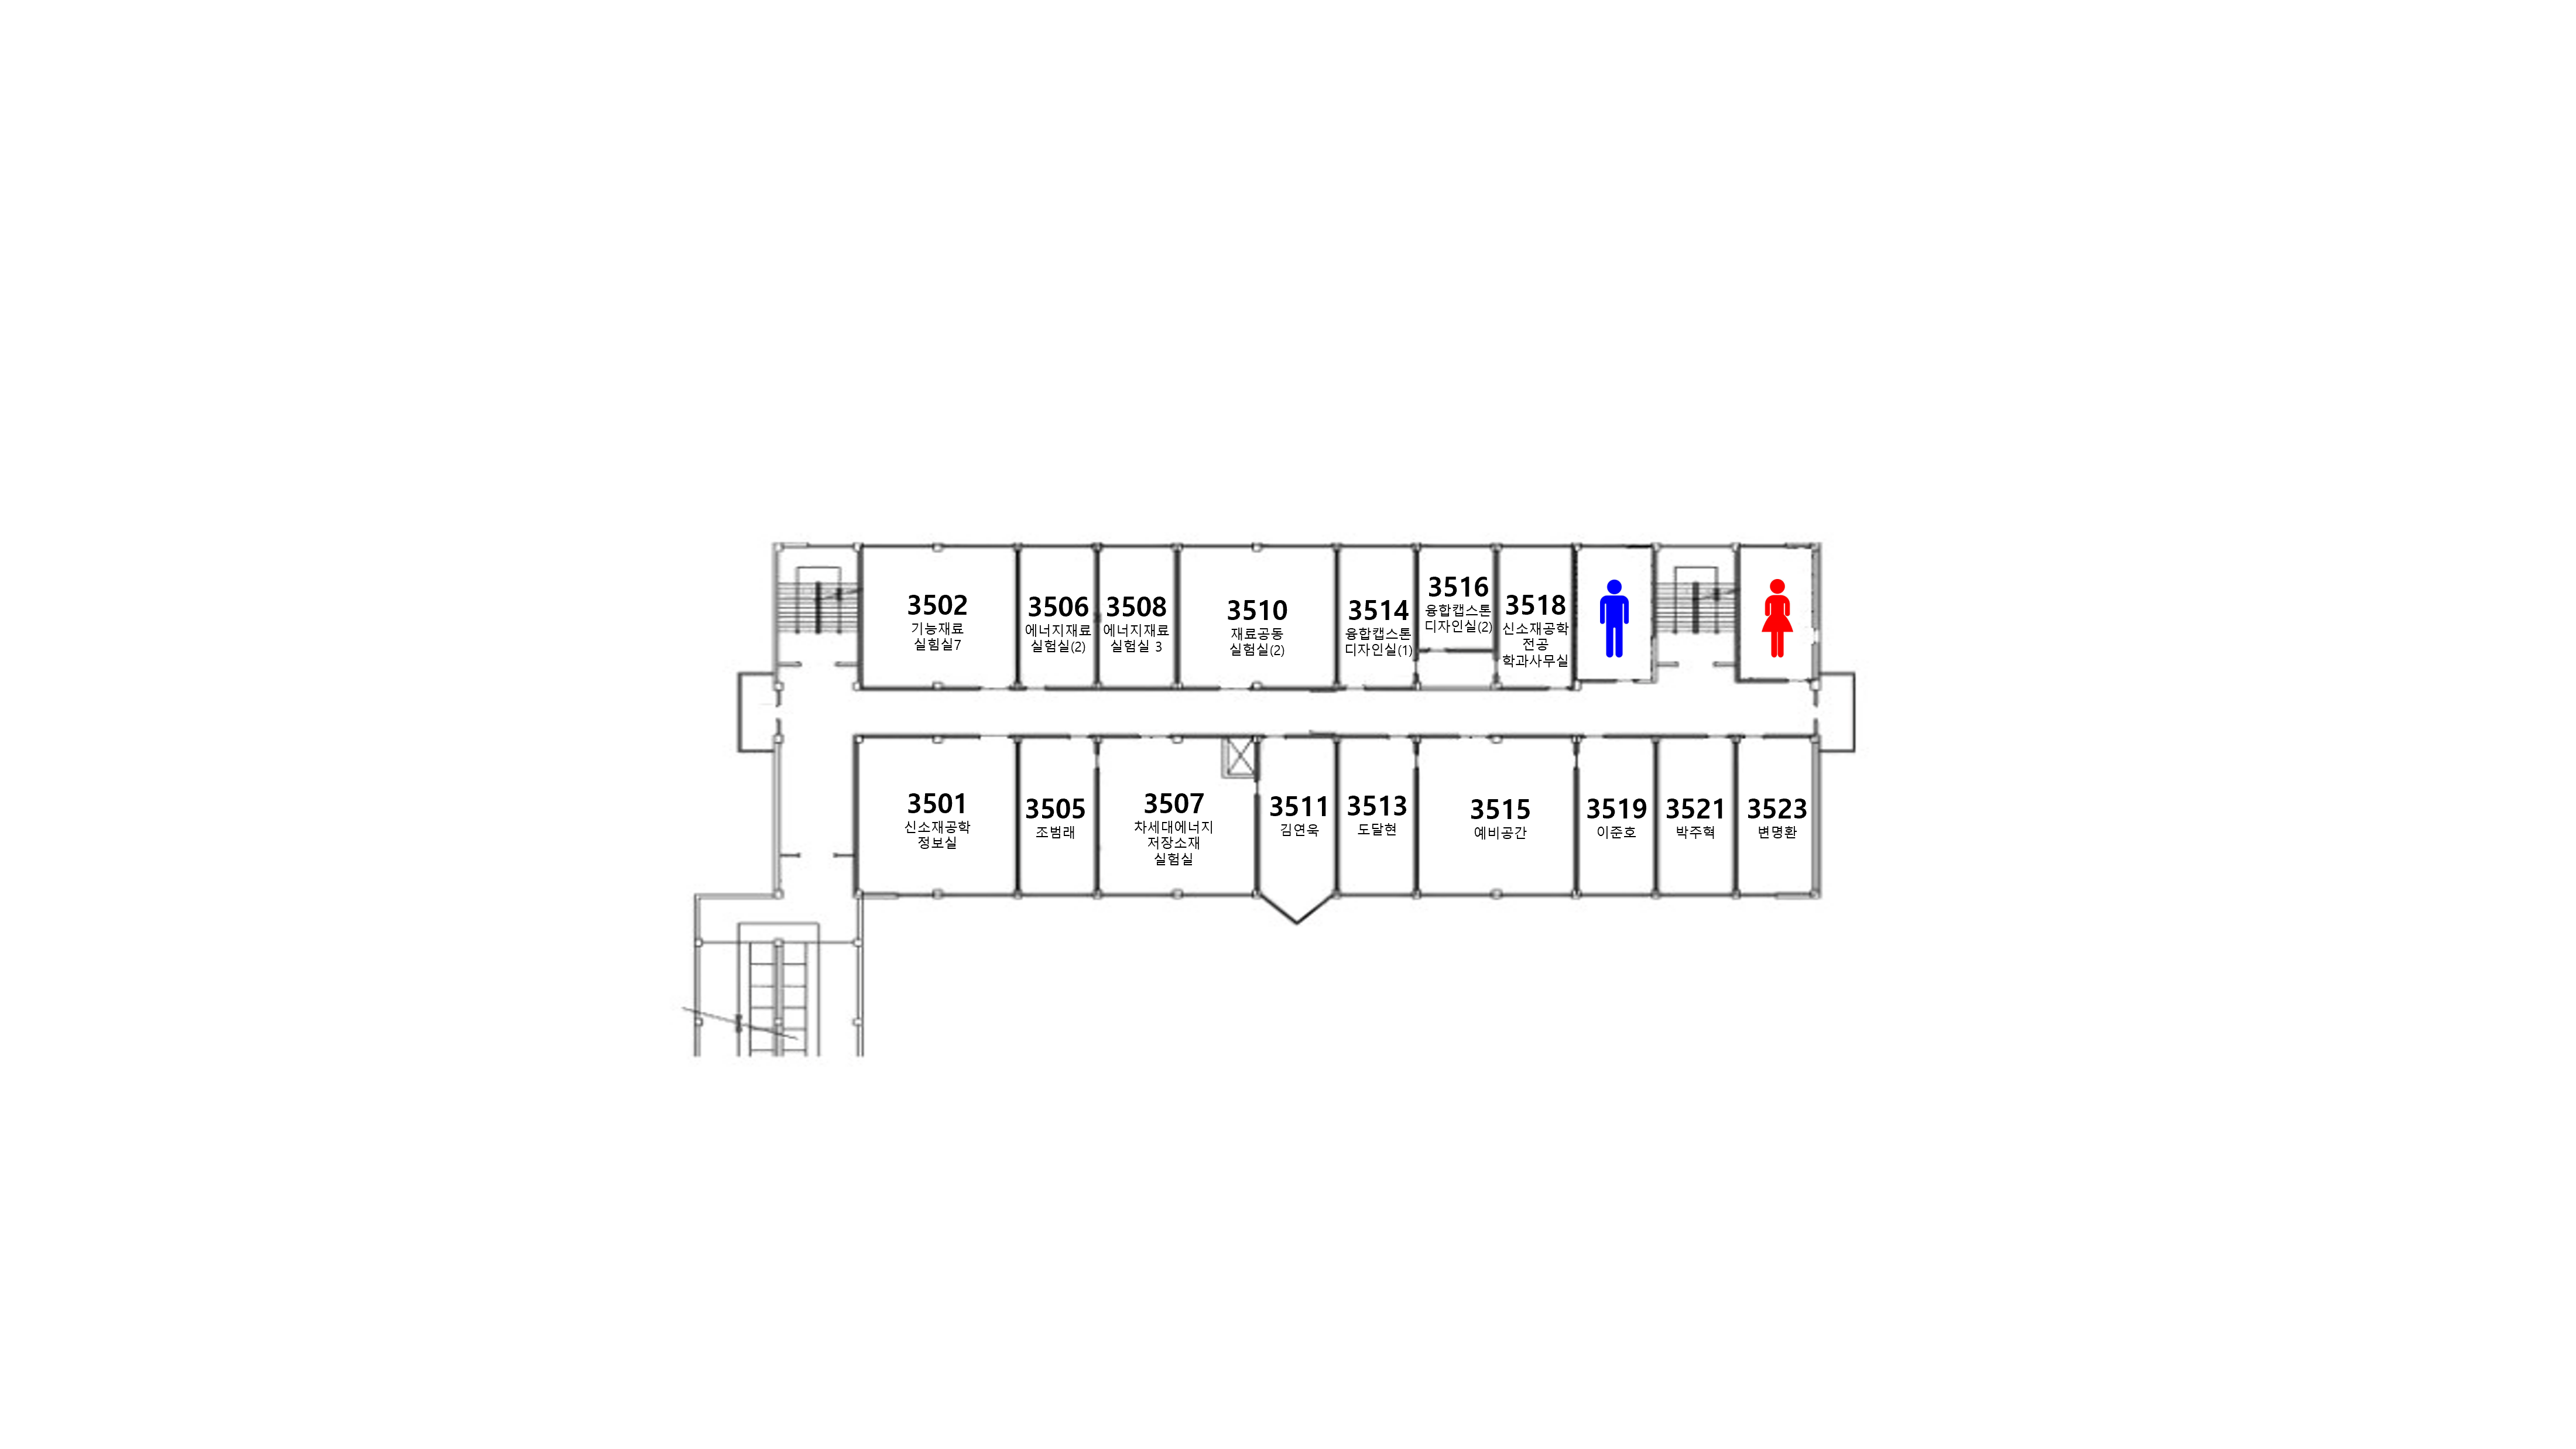 3502
기능재료
실험실7
3506
에너지재료
실험실(2)
3508
에너지재료
실험실 3
3510
재료공동
실험실(2)
3514
융합캡스톤
디자인실(1)
3516
융합캡스톤
디자인실(2)
3518
신소재공학
전공
학과사무실
3501
신소재공학
정보실
3505
조범래
3507
차세대에너지
저장소재
실험실
3511
김연욱
3513
도달현
3515
예비공간
3519
이준호
3521
박주혁
3523
변명환